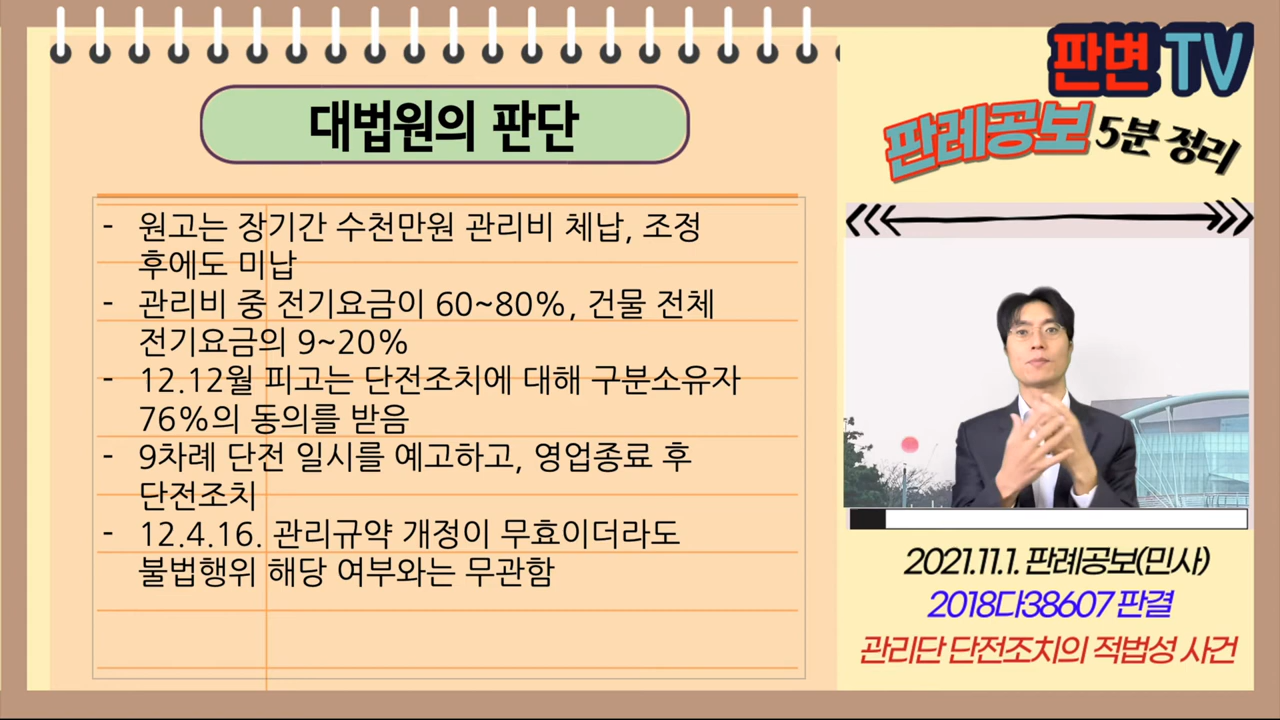 대법원의 판단
- 원고는 장기간 수천만원 관리비 체납, 조정
후에도 미납
- 관리비 중 전기요금이 60~80%, 건물 전체
전기요금의 9~20%
- 12.12월 피고는 단전조치에 대해 구분소유자
76%의 동의를 받음
- 9차례 단전 일시를 예고하고, 영업종료 후
단전조치
- 12.4.16. 관리규약 개정이 무효이더라도
불법행위 해당 여부와는 무관함
판변 TV
판례공보 5분 정리
2021.11.1. 판례공보(민사)
2018다38607 판결
관리단 단전조치의 적법성 사건